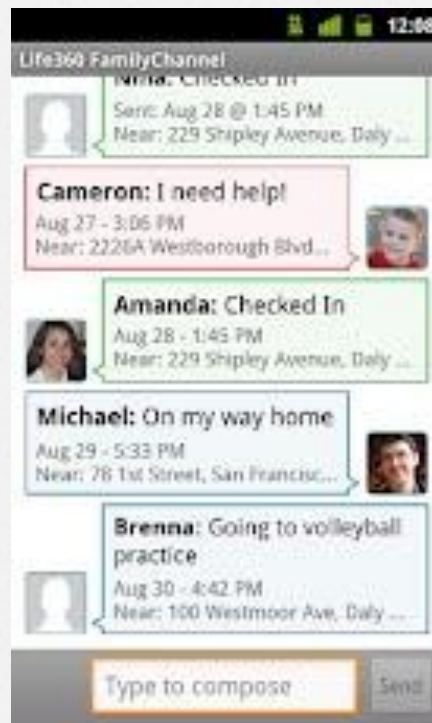 12:08
Life360 FamilyChannel
Nina: Checked In
Sent: Aug 28 @ 1:45 PM
Near: 229 Shipley Avenue, Daly ...
Cameron: I need help!
Aug 27 - 3:06 PM
Near: 2226A Westborough Blvd...
Amanda: Checked In
Aug 28 - 1:45 PM
Near: 229 Shipley Avenue, Daly ...
Michael: On my way home
Aug 29 - 5:33 PM
Near: 78 1st Street, San Francisc...
Brenna: Going to volleyball
practice
Aug 30 - 4:42 PM
Near: 100 Westmoor Ave, Daly ...
Type to compose
Send